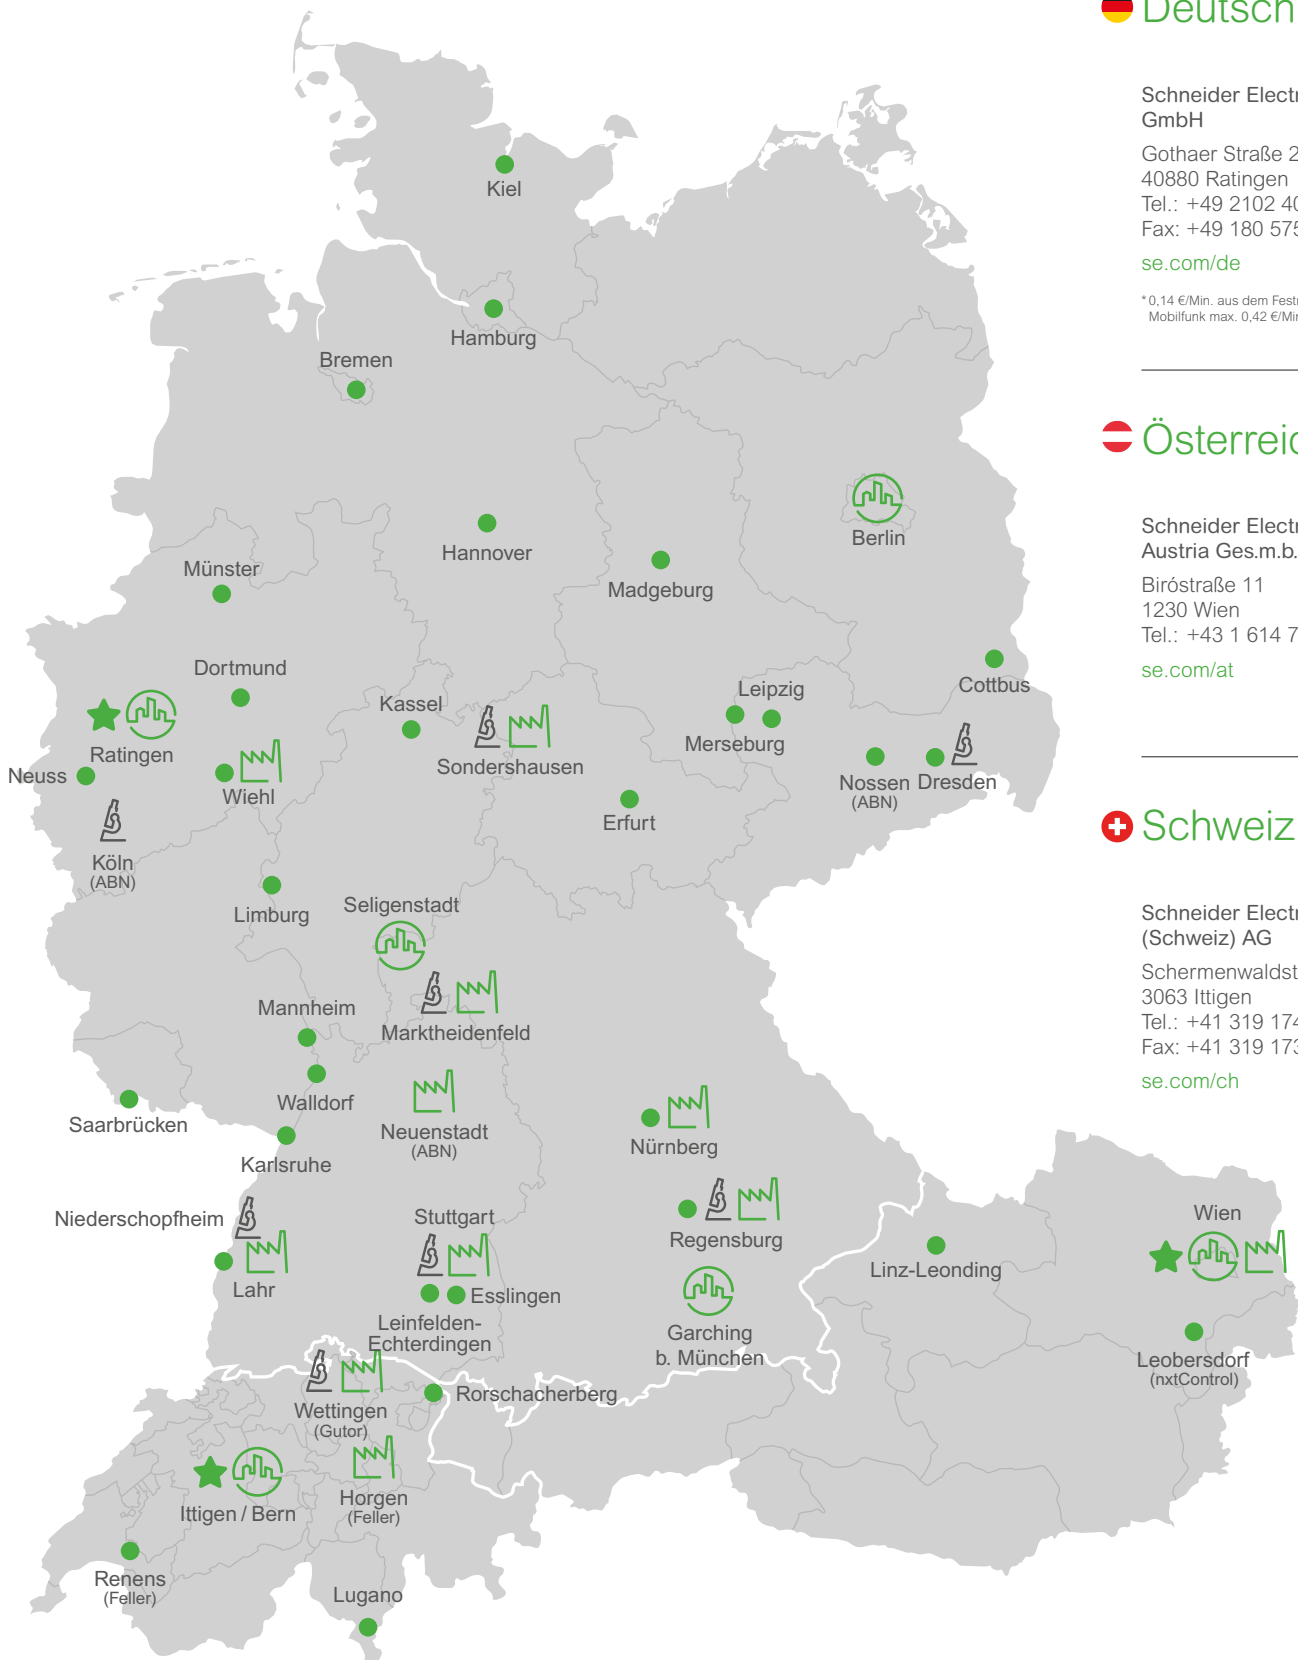 Kiel
Hamburg
Bremen
Berlin
Hannover
Münster
Madgeburg
Dortmund
Cottbus
Kassel
Leipzig
Ratingen
Merseburg
Sondershausen
Neuss
Wiehl
Nossen
(ABN)
Dresden
Erfurt
Köln
(ABN)
Limburg
Seligenstadt
Mannheim
Marktheidenfeld
Walldorf
Saarbrücken
Neuenstadt
(ABN)
Nürnberg
Karlsruhe
Niederschopfheim
Stuttgart
Regensburg
Lahr
Esslingen
Leinfelden-
Echterdingen
Garching
b. München
Linz-Leonding
Wien
Leobersdorf
(nxtControl)
Rorschacherberg
Wettingen
(Gutor)
Ittigen / Bern
Horgen
(Feller)
Renens
(Feller)
Lugano
Deutsch
Schneider Electr
GmbH
Gothaer Straße 2
40880 Ratingen
Tel.: +49 2102 40
Fax: +49 180 575
se.com/de
* 0,14 €/Min. aus dem Festn
Mobilfunk max. 0,42 €/Min
Österreic
Schneider Electr
Austria Ges.m.b.
Biróstraße 11
1230 Wien
Tel.: +43 1 614 7
se.com/at
Schweiz
Schneider Electr
(Schweiz) AG
Schermenwaldst
3063 Ittigen
Tel.: +41 319 174
Fax: +41 319 173
se.com/ch